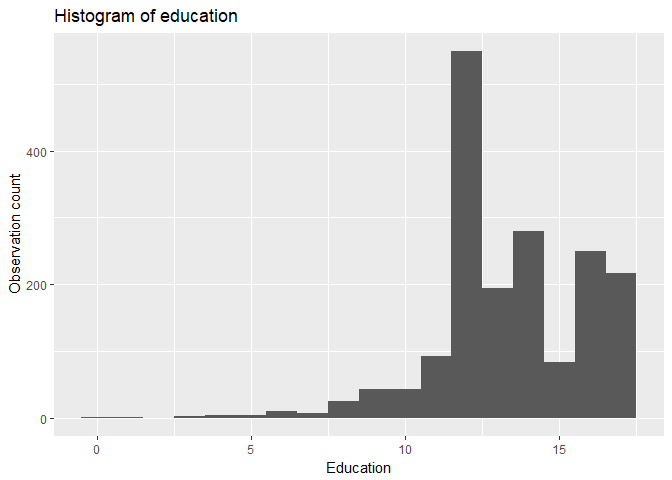 Histogram of education
400
200
0
Observation count
0 5 10 15
Education